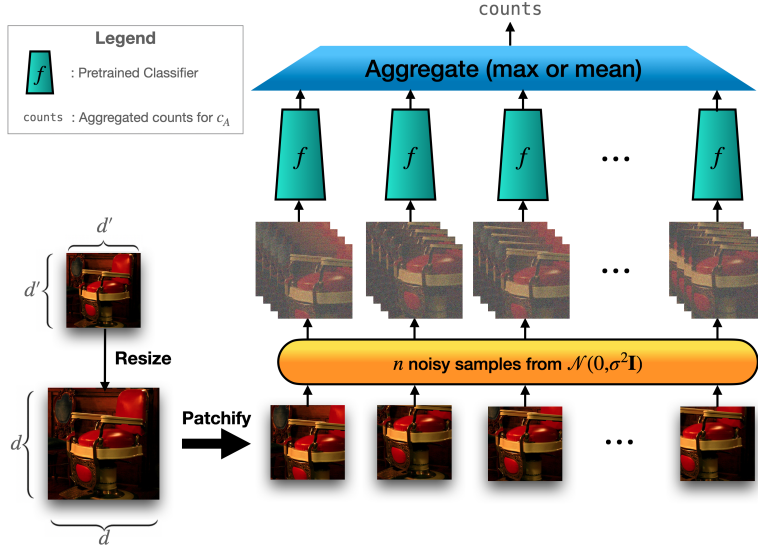 counts
Legend
f : Pretrained Classifier
counts : Aggregated counts for c_A
Aggregate (max or mean)
f f f ... f
...
d′
d′
Resize
n noisy samples from 𝒩(0,σ²I)
d
Patchify
...
d